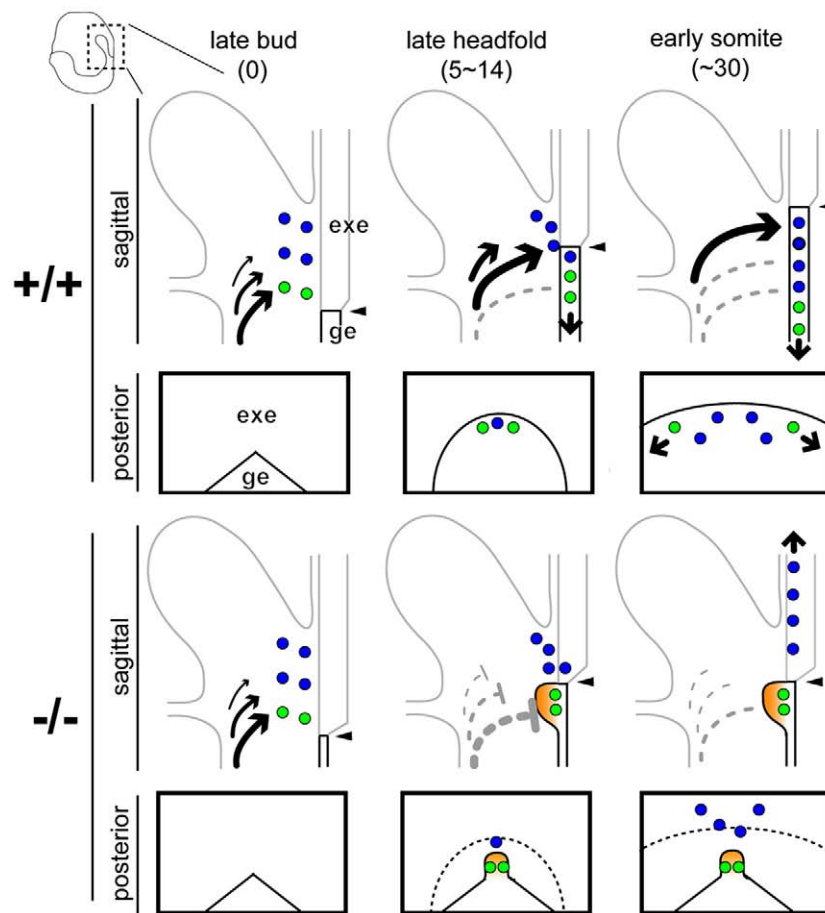 late bud
(0)
late headfold
(5~14)
early somite
(~30)
+/+
sagittal
exe
ge
posterior
exe
ge
-/-
sagittal
posterior